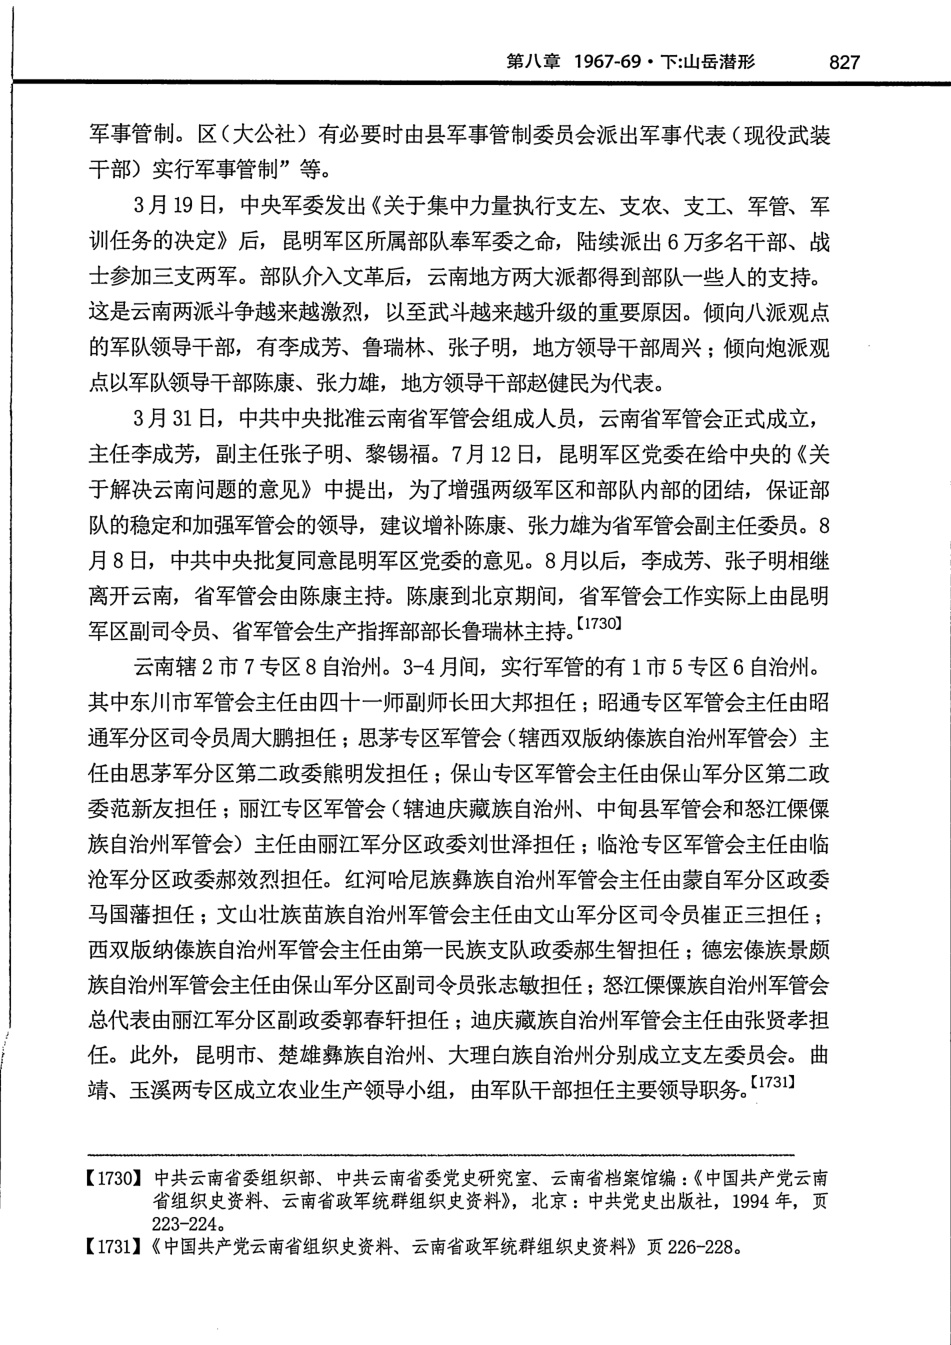 第八章 1967-69·下:山岳潜形 827
军事管制。区（大公社）有必要时由县军事管制委员会派出军事代表（现役武装
干部）实行军事管制”等。
3月19日，中央军委发出《关于集中力量执行支左、支农、支工、军管、军
训任务的决定》后，昆明军区所属部队奉军委之命，陆续派出6万多名干部、战
士参加三支两军。部队介入文革后，云南地方两大派都得到部队一些人的支持。
这是云南两派斗争越来越激烈，以至武斗越来越升级的重要原因。倾向八派观点
的军队领导干部，有李成芳、鲁瑞林、张子明，地方领导干部周兴；倾向炮派观
点以军队领导干部陈康、张力雄，地方领导干部赵健民为代表。
3月31日，中共中央批准云南省军管会组成人员，云南省军管会正式成立，
主任李成芳，副主任张子明、黎锡福。7月12日，昆明军区党委在给中央的《关
于解决云南问题的意见》中提出，为了增强两级军区和部队内部的团结，保证部
队的稳定和加强军管会的领导，建议增补陈康、张力雄为省军管会副主任委员。8
月8日，中共中央批复同意昆明军区党委的意见。8月以后，李成芳、张子明相继
离开云南，省军管会由陈康主持。陈康到北京期间，省军管会工作实际上由昆明
军区副司令员、省军管会生产指挥部部长鲁瑞林主持。【1730】
云南辖2市7专区8自治州。3-4月间，实行军管的有1市5专区6自治州。
其中东川市军管会主任由四十一师副师长田大邦担任；昭通专区军管会主任由昭
通军分区司令员周大鹏担任；思茅专区军管会（辖西双版纳傣族自治州军管会）主
任由思茅军分区第二政委熊明发担任；保山专区军管会主任由保山军分区第二政
委范新友担任；丽江专区军管会（辖迪庆藏族自治州、中甸县军管会和怒江傈僳
族自治州军管会）主任由丽江军分区政委刘世泽担任；临沧专区军管会主任由临
沧军分区政委郝效烈担任。红河哈尼族彝族自治州军管会主任由蒙自军分区政委
马国藩担任；文山壮族苗族自治州军管会主任由文山军分区司令员崔正三担任；
西双版纳傣族自治州军管会主任由第一民族支队政委郝生智担任；德宏傣族景颇
族自治州军管会主任由保山军分区副司令员张志敏担任；怒江傈僳族自治州军管会
总代表由丽江军分区副政委郭春轩担任；迪庆藏族自治州军管会主任由张贤孝担
任。此外，昆明市、楚雄彝族自治州、大理白族自治州分别成立支左委员会。曲
靖、玉溪两专区成立农业生产领导小组，由军队干部担任主要领导职务。【1731】
【1730】中共云南省委组织部、中共云南省委党史研究室、云南省档案馆编：《中国共产党云南
省组织史资料、云南省政军统群组织史资料》，北京：中共党史出版社，1994年，页
223-224。
【1731】《中国共产党云南省组织史资料、云南省政军统群组织史资料》页226-228。